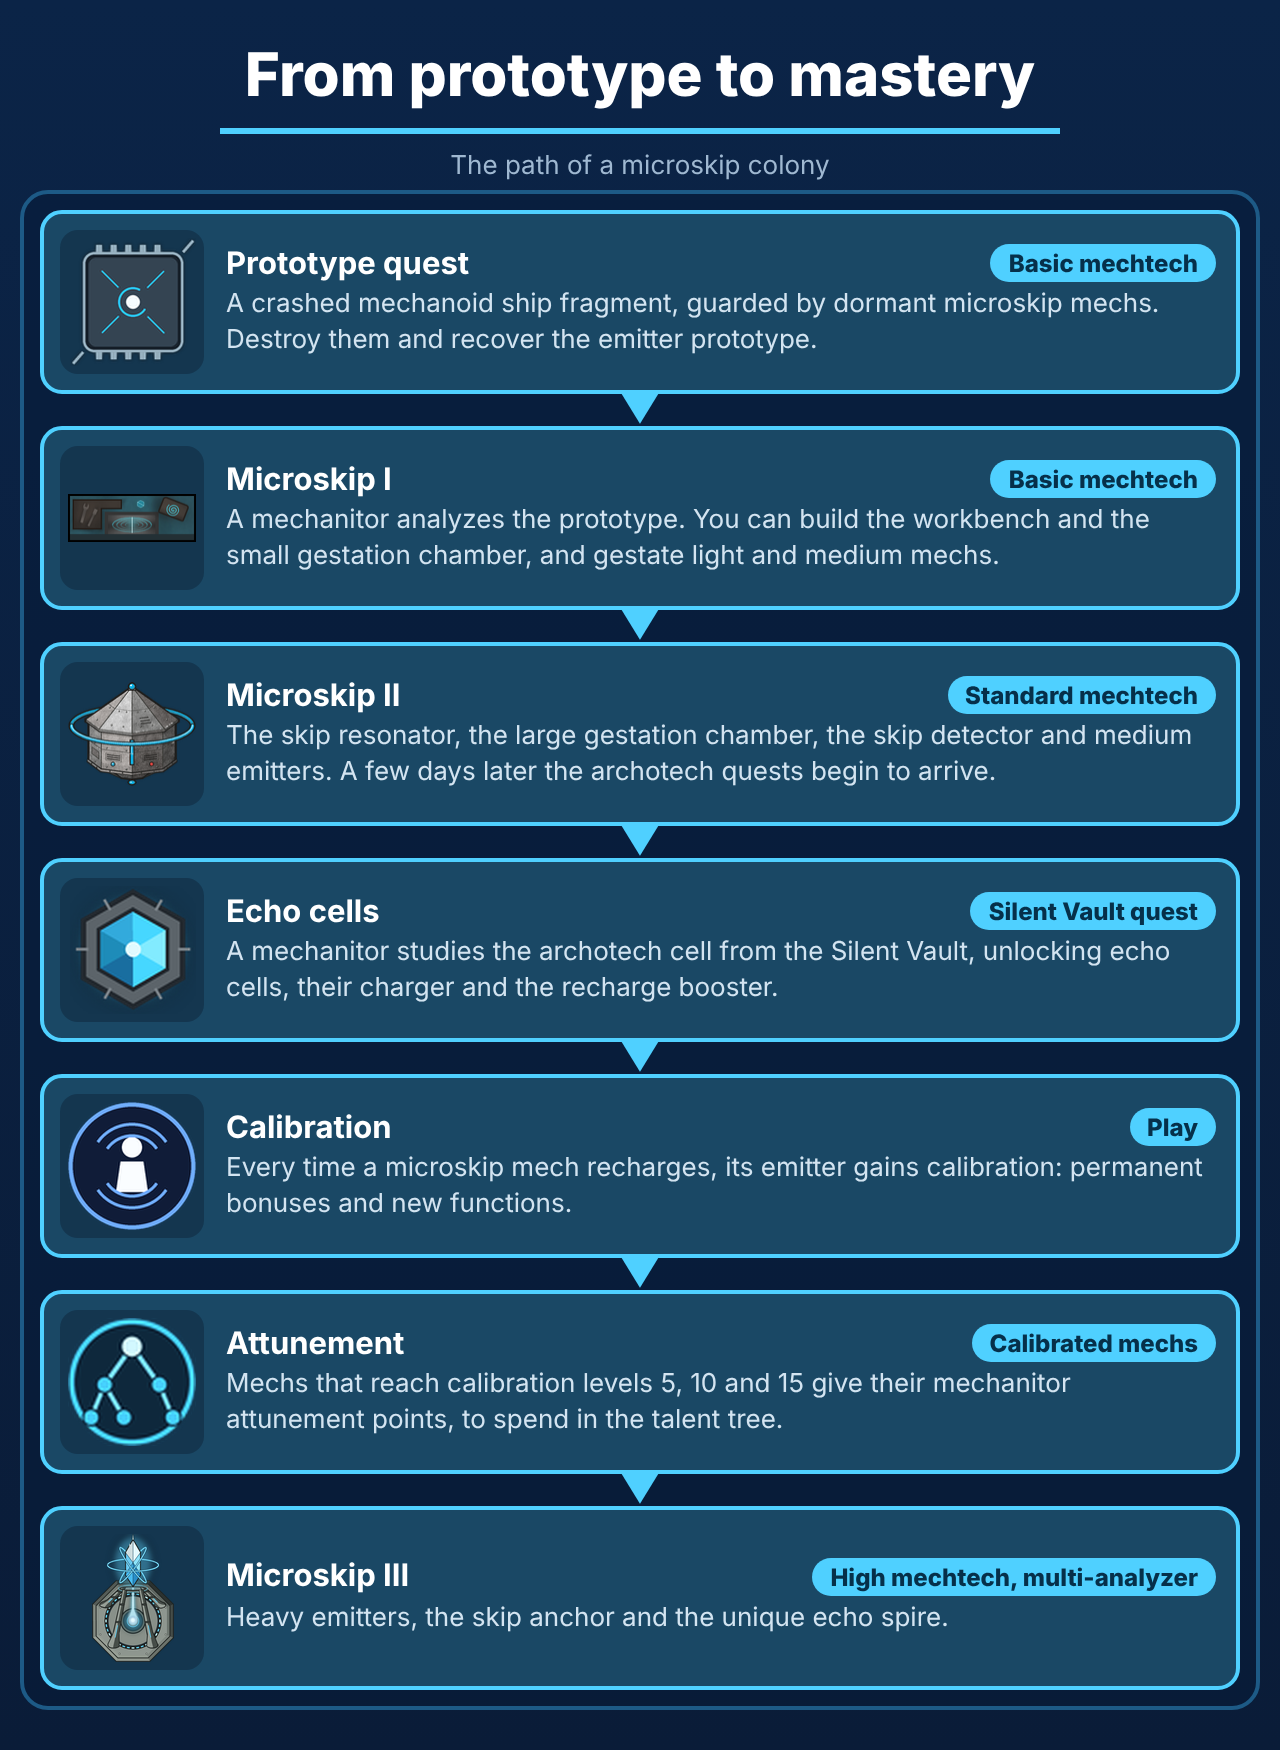 From prototype to mastery
The path of a microskip colony
Prototype quest
Basic mechtech
A crashed mechanoid ship fragment, guarded by dormant microskip mechs.
Destroy them and recover the emitter prototype.
Microskip I
Basic mechtech
A mechanitor analyzes the prototype. You can build the workbench and the
small gestation chamber, and gestate light and medium mechs.
Microskip II
Standard mechtech
The skip resonator, the large gestation chamber, the skip detector and medium
emitters. A few days later the archotech quests begin to arrive.
Echo cells
Silent Vault quest
A mechanitor studies the archotech cell from the Silent Vault, unlocking echo
cells, their charger and the recharge booster.
Calibration
Play
Every time a microskip mech recharges, its emitter gains calibration: permanent
bonuses and new functions.
Attunement
Calibrated mechs
Mechs that reach calibration levels 5, 10 and 15 give their mechanitor
attunement points, to spend in the talent tree.
Microskip III
High mechtech, multi-analyzer
Heavy emitters, the skip anchor and the unique echo spire.